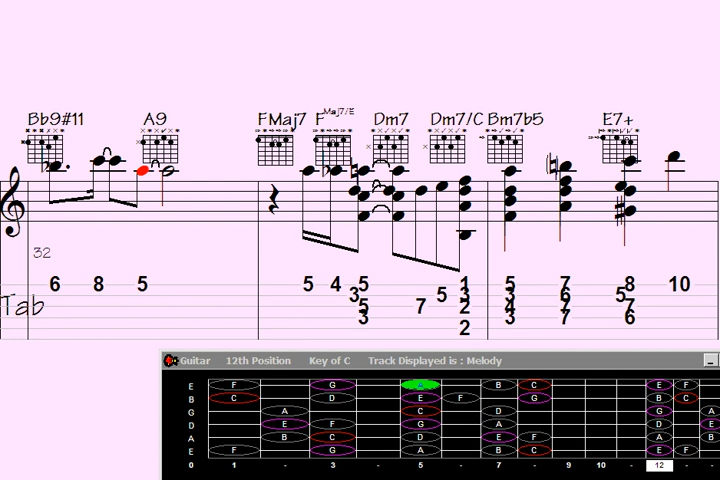 Bb9#11 A9 FMaj7 FMaj7/E Dm7 Dm7/C Bm7b5 E7+
32
6 8 5 5 4 5 1 5 7 8 10
3 5 3 3 6 5
Tab 5 7 2 4 7 7
3 3 7 6
2
Guitar 12th Position Key of C Track Displayed is : Melody
E F G A B C E F
B C D E F G B C
G A C D G A
D E F G A D E
A B C D E F A B
E F G A B C E F
0 1 - 3 - 5 - 7 - 9 10 - 12 - -